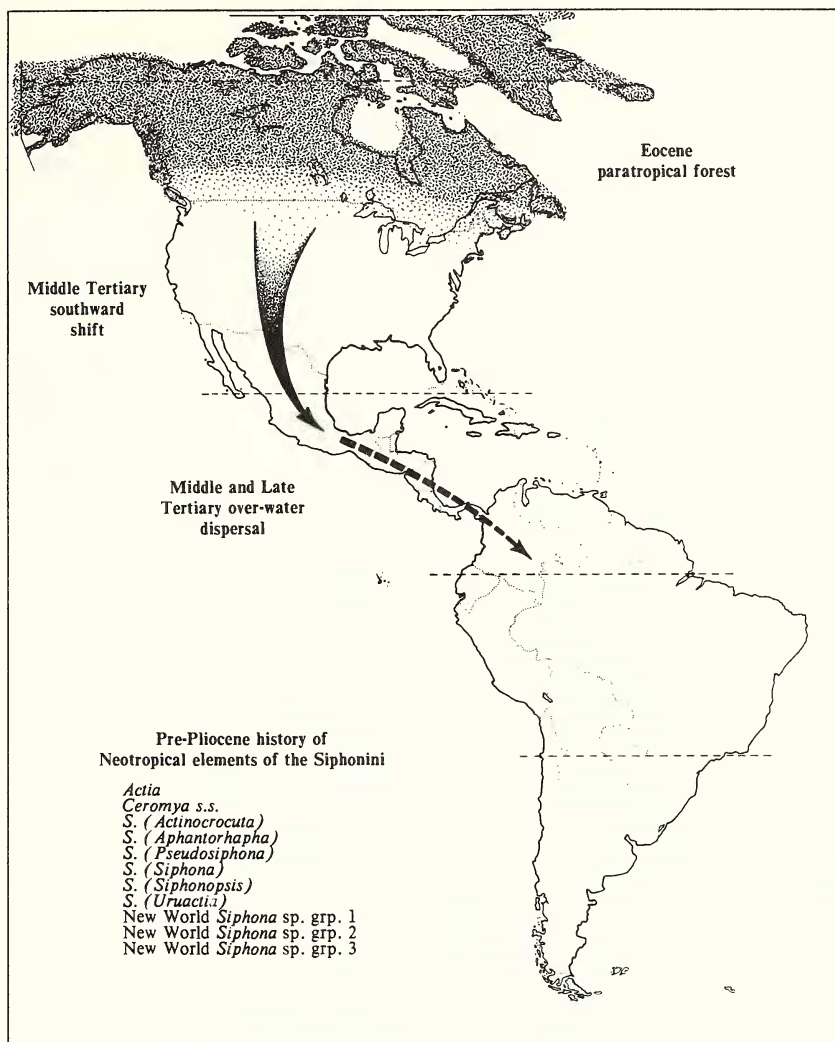 Eocene
paratropical forest
Middle Tertiary
southward
shift
Middle and Late
Tertiary over-water
dispersal
Pre-Pliocene history of
Neotropical elements of the Siphonini
Actia
Ceromya s.s.
S. (Actinocrocuta)
S. (Aphantorhapha)
S. (Pseudosiphona)
S. (Siphona)
S. (Siphonopsis)
S. (Uruactia)
New World Siphona sp. grp. 1
New World Siphona sp. grp. 2
New World Siphona sp. grp. 3